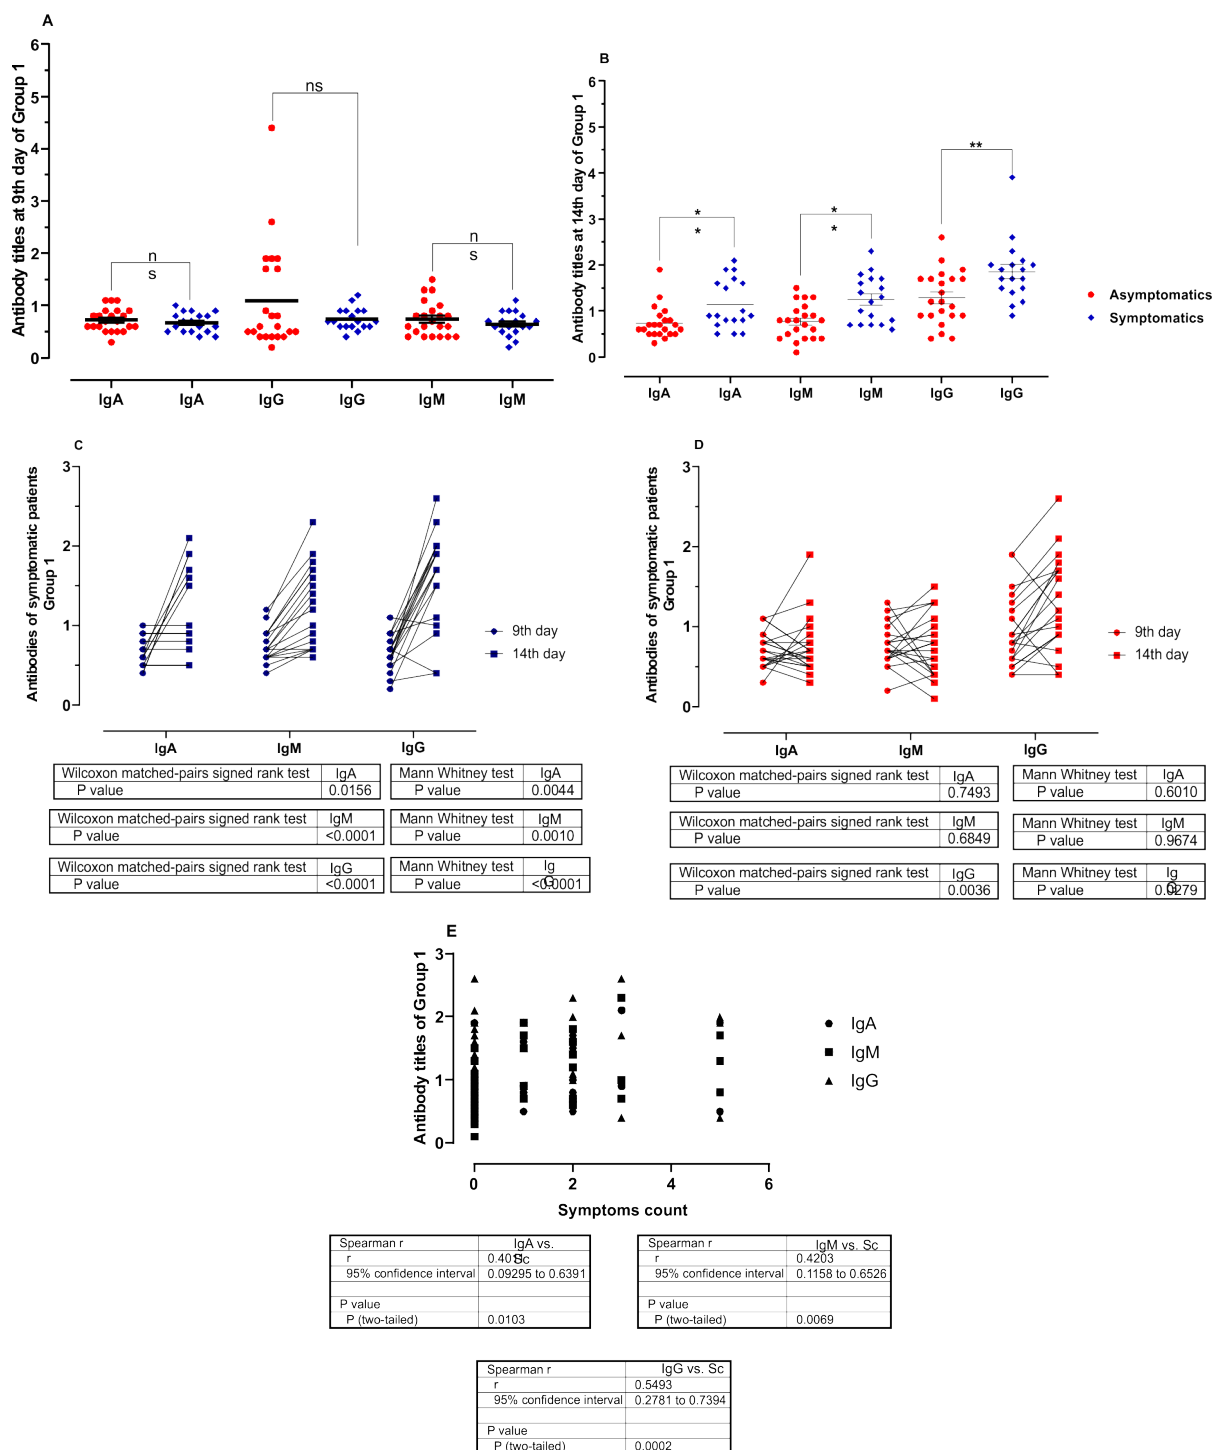 A
Antibody titles at 9th day of Group 1
6
5
4
3
2
1
0
n
s
ns
n
s
IgA
IgA
IgG
IgG
IgM
IgM
B
Antibody titles at 14th day of Group 1
6
5
4
3
2
1
0
*
*
*
*
**
IgA
IgA
IgM
IgM
IgG
IgG
Asymptomatics
Symptomatics
C
Antibodies of symptomatic patients
Group 1
3
2
1
0
IgA
IgM
IgG
9th day
14th day
Wilcoxon matched-pairs signed rank test IgA
P value 0.0156
Mann Whitney test IgA
P value 0.0044
Wilcoxon matched-pairs signed rank test IgM
P value <0.0001
Mann Whitney test IgM
P value 0.0010
Wilcoxon matched-pairs signed rank test IgG
P value <0.0001
Mann Whitney test IgG
P value <0.0001
D
Antibodies of symptomatic patients
Group 1
3
2
1
0
IgA
IgM
IgG
9th day
14th day
Wilcoxon matched-pairs signed rank test IgA
P value 0.7493
Mann Whitney test IgA
P value 0.6010
Wilcoxon matched-pairs signed rank test IgM
P value 0.6849
Mann Whitney test IgM
P value 0.9674
Wilcoxon matched-pairs signed rank test IgG
P value 0.0036
Mann Whitney test IgG
P value 0.0279
E
Antibody titles of Group 1
3
2
1
0
0 2 4 6
Symptoms count
IgA
IgM
IgG
Spearman r IgA vs. Sc
r
95% confidence interval 0.09295 to 0.6391
P value
P (two-tailed) 0.0103
Spearman r IgM vs. Sc
r 0.4203
95% confidence interval 0.1158 to 0.6526
P value
P (two-tailed) 0.0069
Spearman r IgG vs. Sc
r 0.5493
95% confidence interval 0.2781 to 0.7394
P value
P (two-tailed) 0.0002